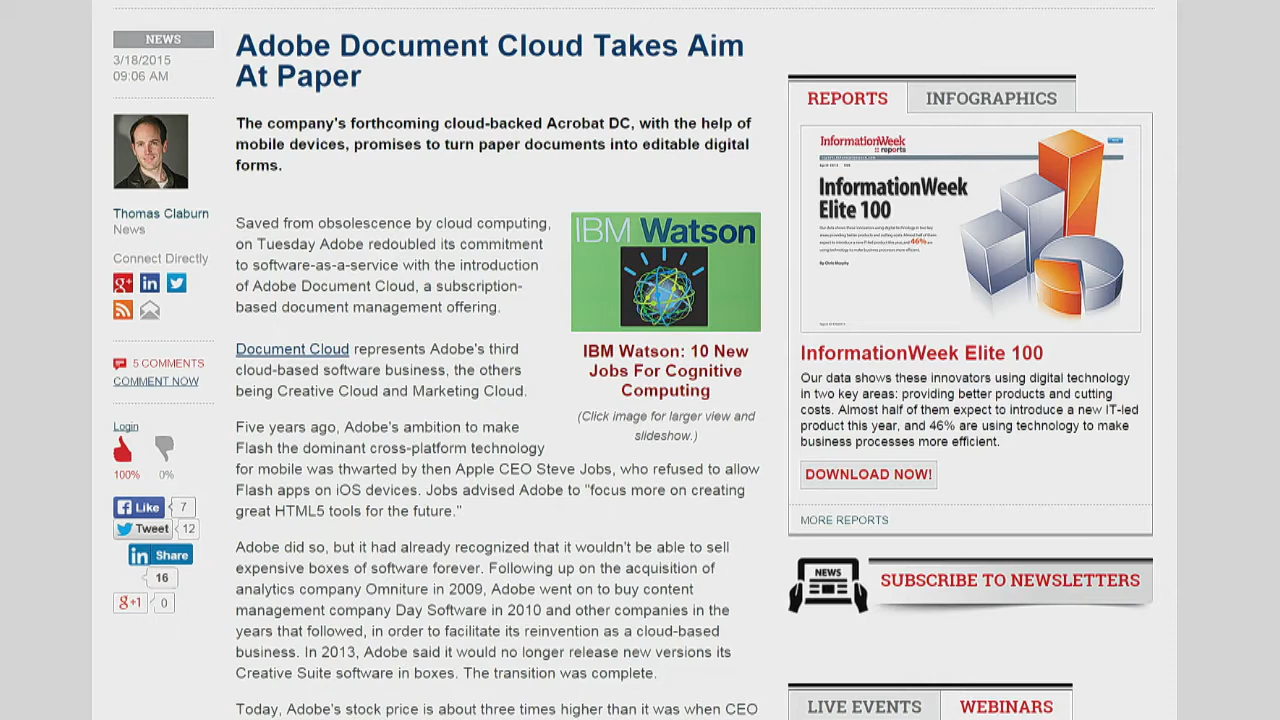 NEWS
3/18/2015
09:06 AM
Thomas Claburn
News
Connect Directly
g+
in
5 COMMENTS
COMMENT NOW
Login
100%
0%
Like
7
Tweet
12
in Share
16
g+1
0
Adobe Document Cloud Takes Aim
At Paper
The company's forthcoming cloud-backed Acrobat DC, with the help of
mobile devices, promises to turn paper documents into editable digital
forms.
Saved from obsolescence by cloud computing,
on Tuesday Adobe redoubled its commitment
to software-as-a-service with the introduction
of Adobe Document Cloud, a subscription-
based document management offering.
Document Cloud represents Adobe's third
cloud-based software business, the others
being Creative Cloud and Marketing Cloud.
Five years ago, Adobe's ambition to make
Flash the dominant cross-platform technology
for mobile was thwarted by then Apple CEO Steve Jobs, who refused to allow
Flash apps on iOS devices. Jobs advised Adobe to "focus more on creating
great HTML5 tools for the future."
Adobe did so, but it had already recognized that it wouldn't be able to sell
expensive boxes of software forever. Following up on the acquisition of
analytics company Omniture in 2009, Adobe went on to buy content
management company Day Software in 2010 and other companies in the
years that followed, in order to facilitate its reinvention as a cloud-based
business. In 2013, Adobe said it would no longer release new versions its
Creative Suite software in boxes. The transition was complete.
Today, Adobe's stock price is about three times higher than it was when CEO
IBM Watson
IBM Watson: 10 New
Jobs For Cognitive
Computing
(Click image for larger view and
slideshow.)
REPORTS
INFOGRAPHICS
InformationWeek
reports
InformationWeek
Elite 100
46%
By Chris Murphy
InformationWeek Elite 100
Our data shows these innovators using digital technology
in two key areas: providing better products and cutting
costs. Almost half of them expect to introduce a new IT-led
product this year, and 46% are using technology to make
business processes more efficient.
DOWNLOAD NOW!
MORE REPORTS
NEWS
SUBSCRIBE TO NEWSLETTERS
LIVE EVENTS
WEBINARS